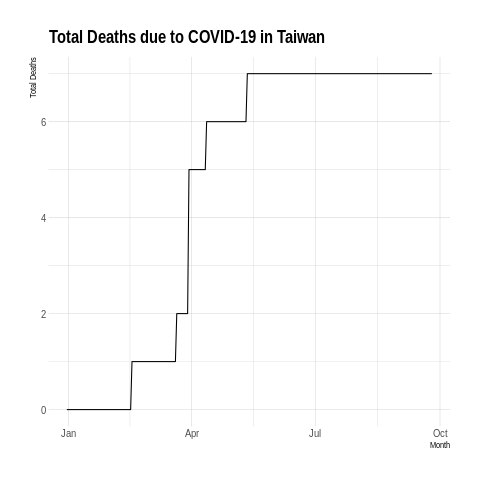 Total Deaths due to COVID-19 in Taiwan
Total Deaths
6
4
2
0
Jan Apr Jul Oct
Month